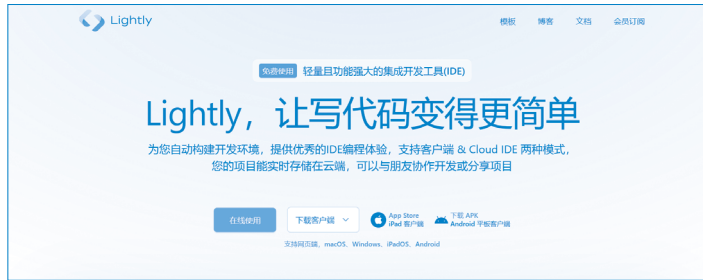 Lightly
模板 博客 文档 会员订阅
免费使用 轻量且功能强大的集成开发工具(IDE)
Lightly，让写代码变得更简单
为您自动构建开发环境，提供优秀的IDE编程体验，支持客户端 & Cloud IDE 两种模式，
您的项目能实时存储在云端，可以与朋友协作开发或分享项目
在线使用
下载客户端
App Store
iPad 客户端
下载 APK
Android 平板客户端
支持网页端、macOS、Windows、iPadOS、Android